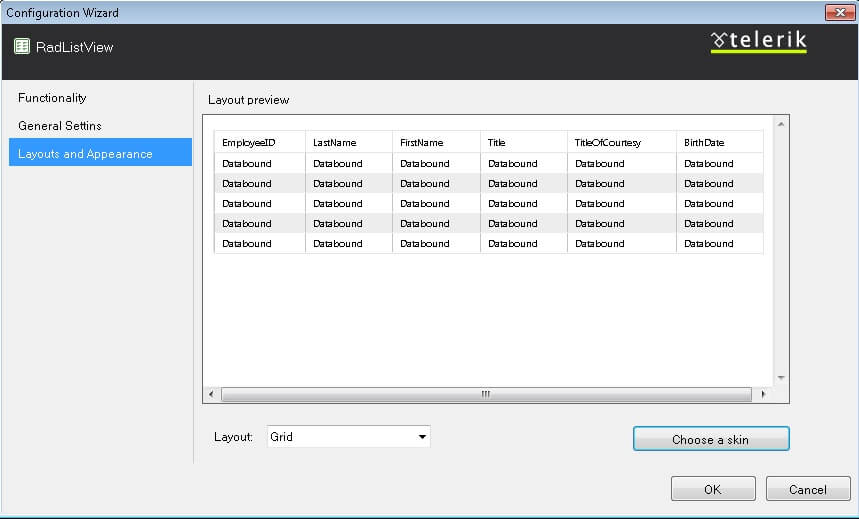 Configuration Wizard
RadListView
telerik
Functionality
General Settins
Layouts and Appearance
Layout preview
EmployeeID LastName FirstName Title TitleOfCourtesy BirthDate
Databound Databound Databound Databound Databound Databound
Databound Databound Databound Databound Databound Databound
Databound Databound Databound Databound Databound Databound
Databound Databound Databound Databound Databound Databound
Databound Databound Databound Databound Databound Databound
Layout: Grid
Choose a skin
OK Cancel